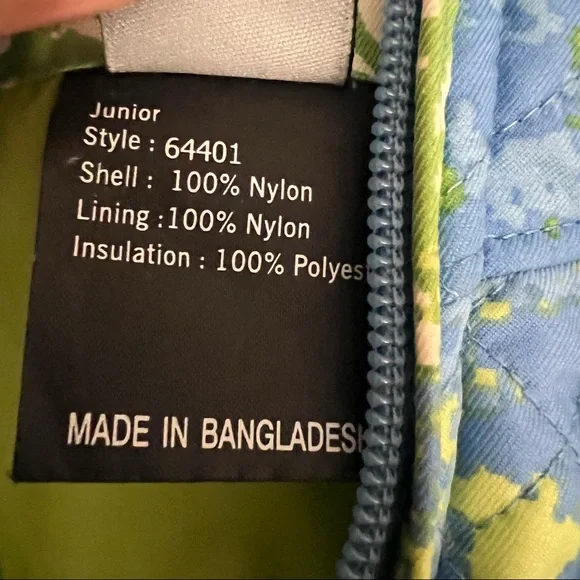 Junior
Style : 64401
Shell : 100% Nylon
Lining :100% Nylon
Insulation : 100% Polyes
MADE IN BANGLADES